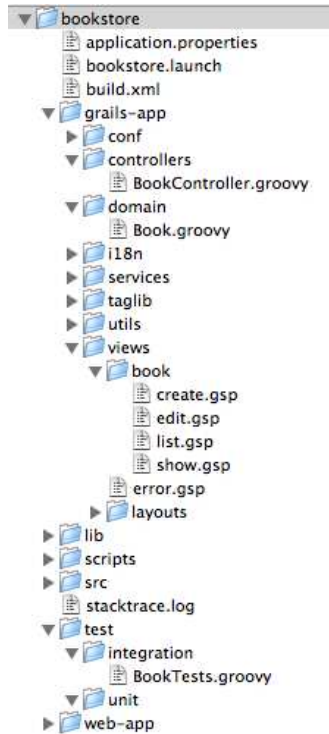 bookstore
application.properties
bookstore.launch
build.xml
grails-app
conf
controllers
BookController.groovy
domain
Book.groovy
i18n
services
taglib
utils
views
book
create.gsp
edit.gsp
list.gsp
show.gsp
error.gsp
layouts
lib
scripts
src
stacktrace.log
test
integration
BookTests.groovy
unit
web-app